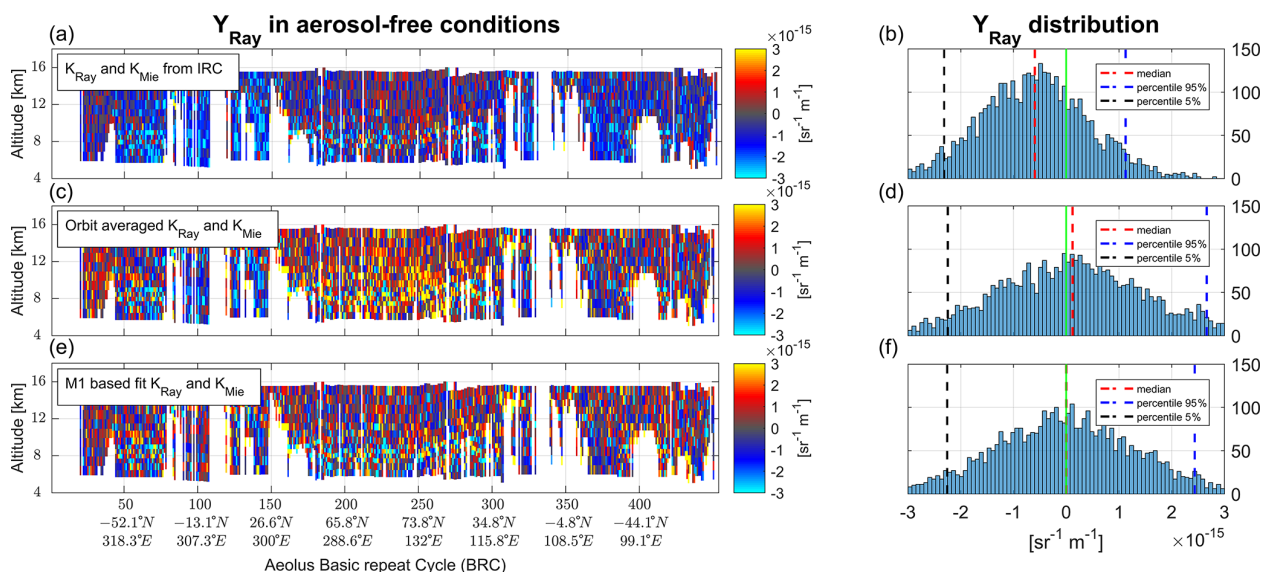 Y_Ray in aerosol-free conditions
Y_Ray distribution
(a)
×10⁻¹⁵
(b)
K_Ray and K_Mie from IRC
Altitude [km]
16
12
8
4
3
2
1
0
-1
-2
-3
[sr⁻¹ m⁻¹]
median
percentile 95%
percentile 5%
150
100
50
0
(c)
×10⁻¹⁵
(d)
Orbit averaged K_Ray and K_Mie
Altitude [km]
16
12
8
4
3
2
1
0
-1
-2
-3
[sr⁻¹ m⁻¹]
median
percentile 95%
percentile 5%
150
100
50
0
(e)
×10⁻¹⁵
(f)
M1 based fit K_Ray and K_Mie
Altitude [km]
16
12
8
4
3
2
1
0
-1
-2
-3
[sr⁻¹ m⁻¹]
median
percentile 95%
percentile 5%
150
100
50
0
50 100 150 200 250 300 350 400
−52.1°N −13.1°N 26.6°N 65.8°N 73.8°N 34.8°N −4.8°N −44.1°N
318.3°E 307.3°E 300°E 288.6°E 132°E 115.8°E 108.5°E 99.1°E
Aeolus Basic repeat Cycle (BRC)
-3 -2 -1 0 1 2 3
[sr⁻¹ m⁻¹] ×10⁻¹⁵